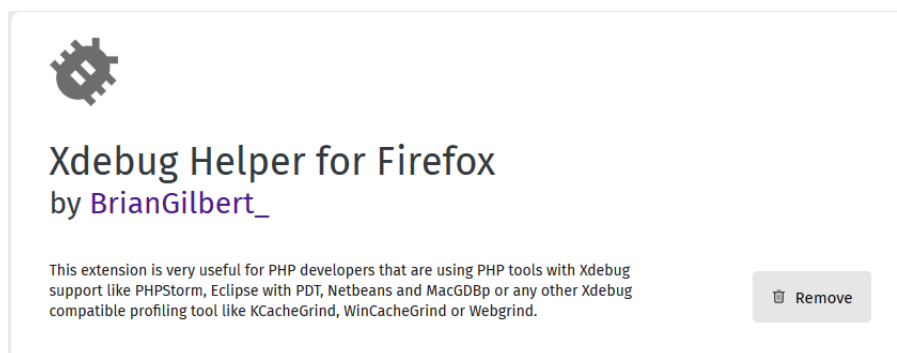 Xdebug Helper for Firefox
by BrianGilbert_
This extension is very useful for PHP developers that are using PHP tools with Xdebug
support like PHPStorm, Eclipse with PDT, Netbeans and MacGDBp or any other Xdebug
compatible profiling tool like KCacheGrind, WinCacheGrind or Webgrind.
Remove